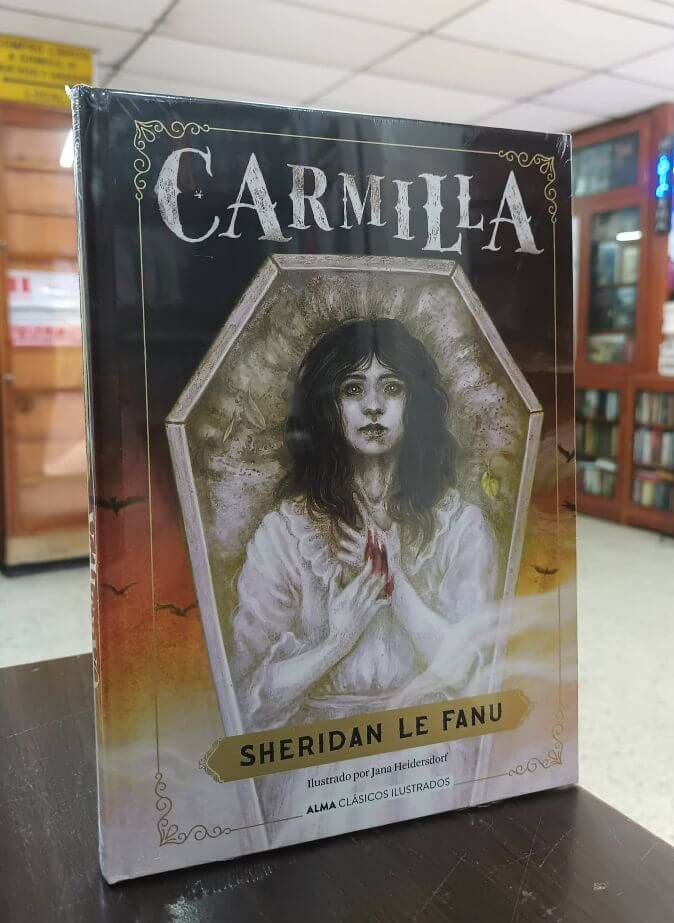 CARMILLA
SHERIDAN LE FANU
Ilustrado por Jana Heidersdorf
ALMA CLÁSICOS ILUSTRADOS